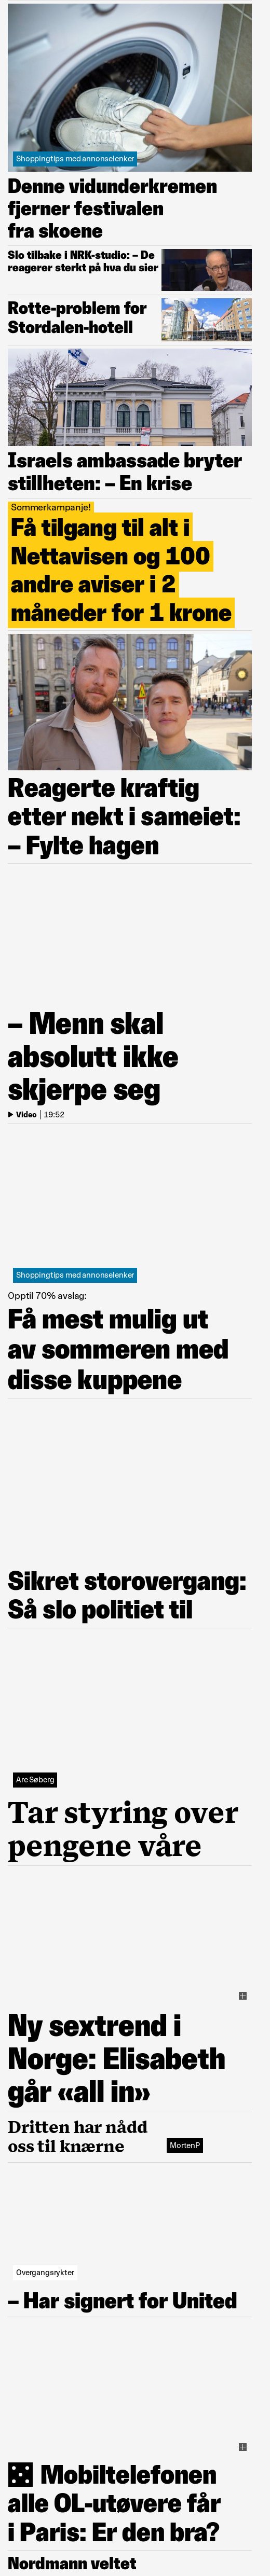 Shoppingtips med annonselenker
Denne vidunderkremen
fjerner festivalen
fra skoene
Slo tilbake i NRK-studio: – De
reagerer sterkt på hva du sier
Rotte-problem for
Stordalen-hotell
Israels ambassade bryter
stillheten: – En krise
Sommerkampanje!
Få tilgang til alt i
Nettavisen og 100
andre aviser i 2
måneder for 1 krone
Reagerte kraftig
etter nekt i sameiet:
– Fylte hagen
– Menn skal
absolutt ikke
skjerpe seg
Video | 19:52
Shoppingtips med annonselenker
Opptil 70% avslag:
Få mest mulig ut
av sommeren med
disse kuppene
Sikret storovergang:
Så slo politiet til
Are Søberg
Tar styring over
pengene våre
Ny sextrend i
Norge: Elisabeth
går «all in»
Dritten har nådd
oss til knærne
MortenP
Overgangsrykter
– Har signert for United
Mobiltelefonen
alle OL-utøvere får
i Paris: Er den bra?
Nordmann veltet